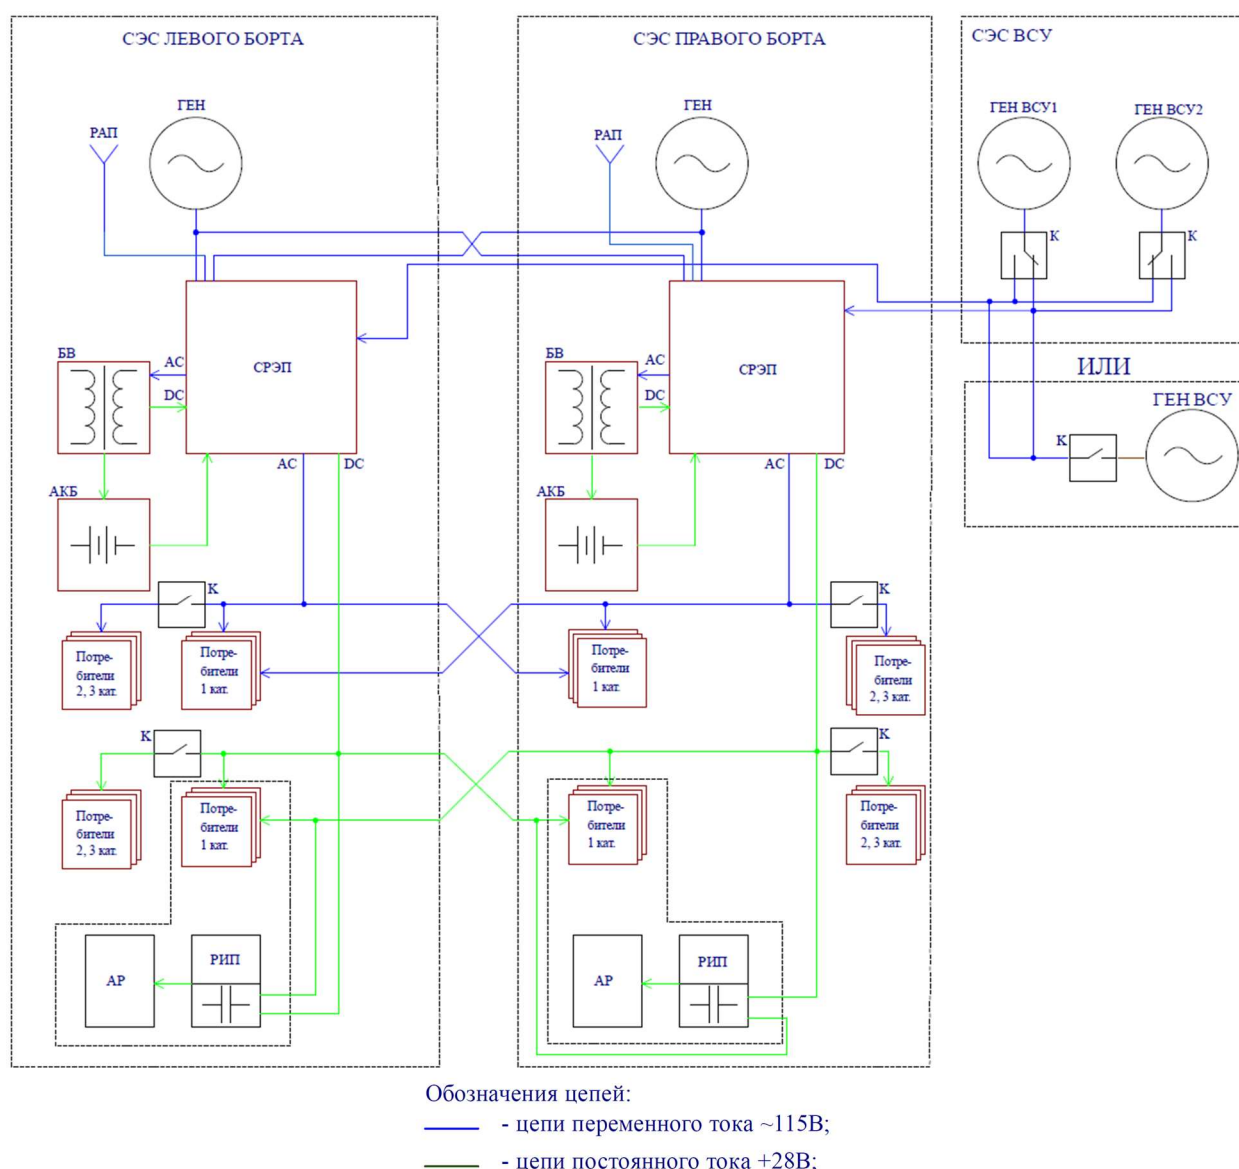 СЭС ЛЕВОГО БОРТА
ГЕН
РАП
БВ
AC
DC
СРЭП
AC
DC
АКБ
К
Потре-
бители
2, 3 кат.
Потре-
бители
1 кат.
К
Потре-
бители
2, 3 кат.
Потре-
бители
1 кат.
АР
РИП
СЭС ПРАВОГО БОРТА
ГЕН
РАП
БВ
AC
DC
СРЭП
AC
DC
АКБ
К
Потре-
бители
1 кат.
Потре-
бители
2, 3 кат.
К
Потре-
бители
1 кат.
Потре-
бители
2, 3 кат.
АР
РИП
СЭС ВСУ
ГЕН ВСУ1
ГЕН ВСУ2
К
К
ИЛИ
ГЕН ВСУ
К
Обозначения цепей:
- цепи переменного тока ~115В;
- цепи постоянного тока +28В;